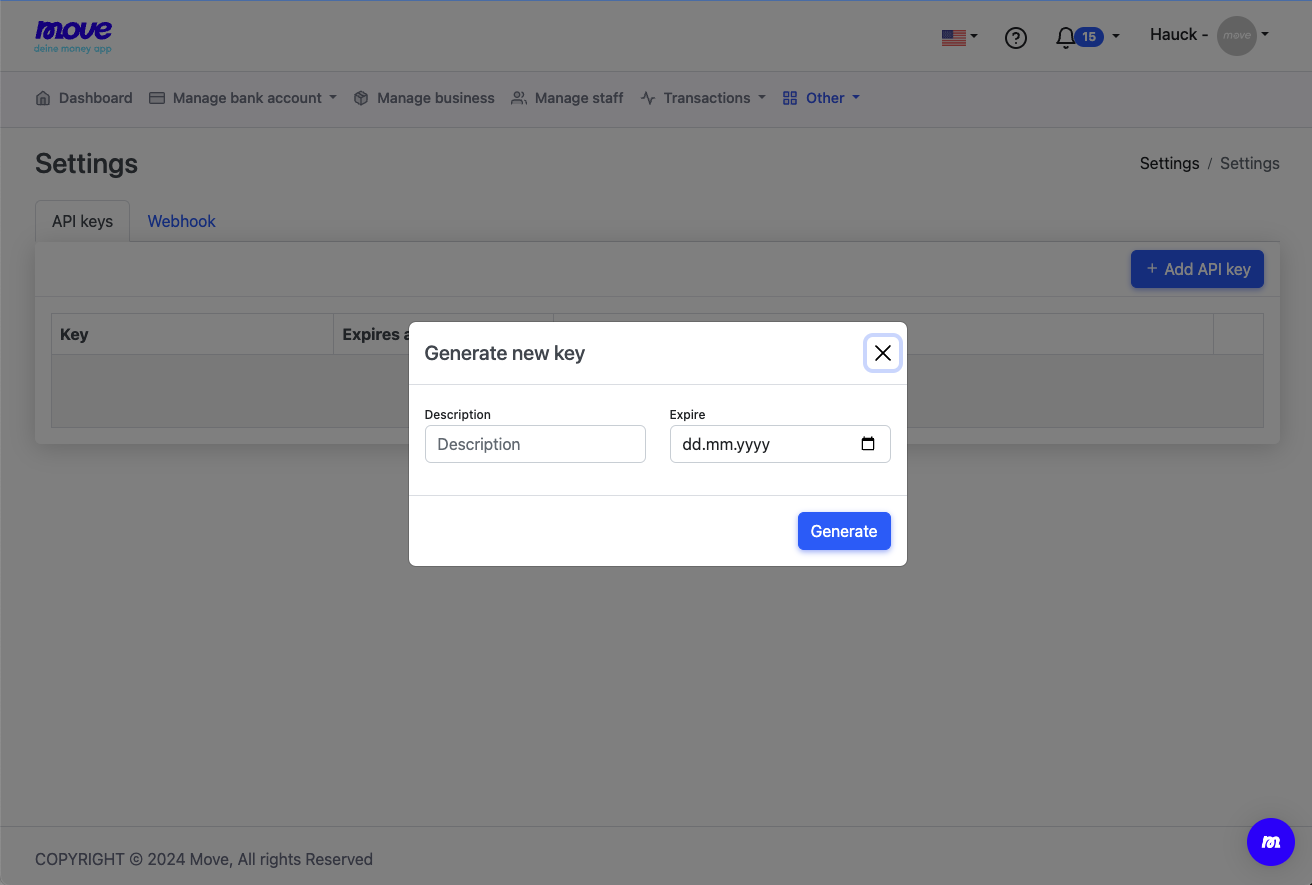 move
deine money app
15
Hauck -
move
Dashboard
Manage bank account
Manage business
Manage staff
Transactions
Other
Settings
Settings / Settings
API keys
Webhook
+ Add API key
Key
Expires
Generate new key
Description
Expire
Description
dd.mm.yyyy
Generate
COPYRIGHT © 2024 Move, All rights Reserved
m